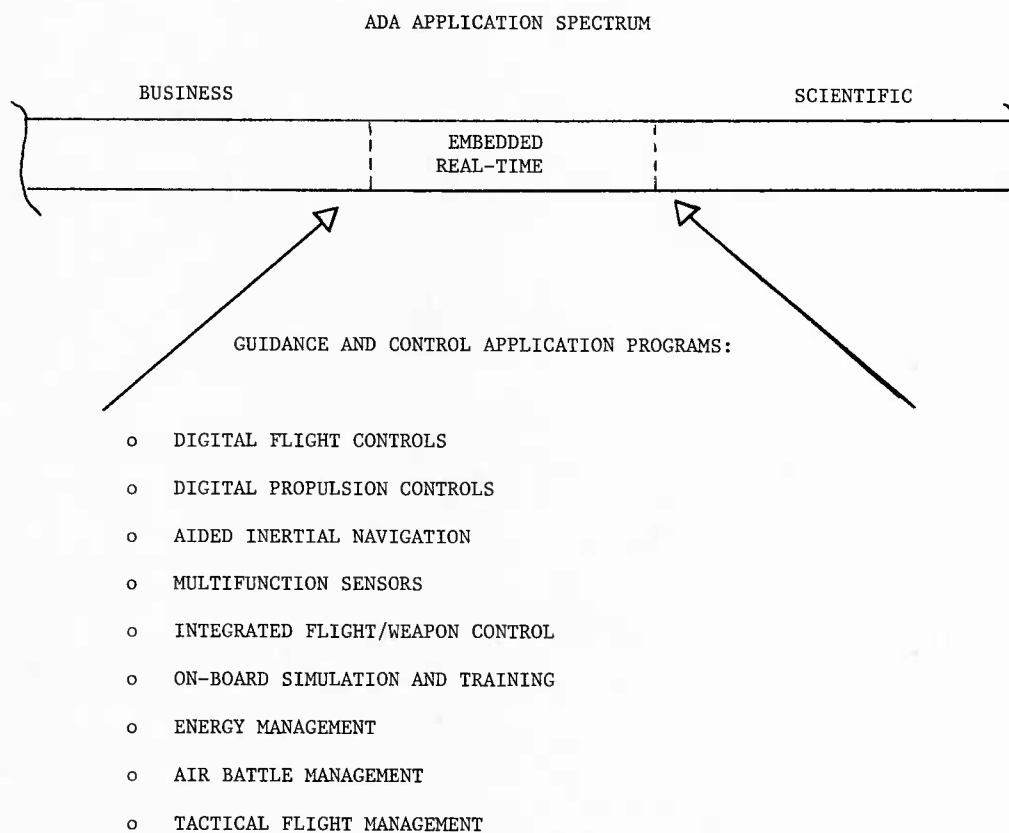 ADA APPLICATION SPECTRUM
BUSINESS
SCIENTIFIC
EMBEDDED
REAL-TIME
GUIDANCE AND CONTROL APPLICATION PROGRAMS:
o DIGITAL FLIGHT CONTROLS
o DIGITAL PROPULSION CONTROLS
o AIDED INERTIAL NAVIGATION
o MULTIFUNCTION SENSORS
o INTEGRATED FLIGHT/WEAPON CONTROL
o ON-BOARD SIMULATION AND TRAINING
o ENERGY MANAGEMENT
o AIR BATTLE MANAGEMENT
o TACTICAL FLIGHT MANAGEMENT